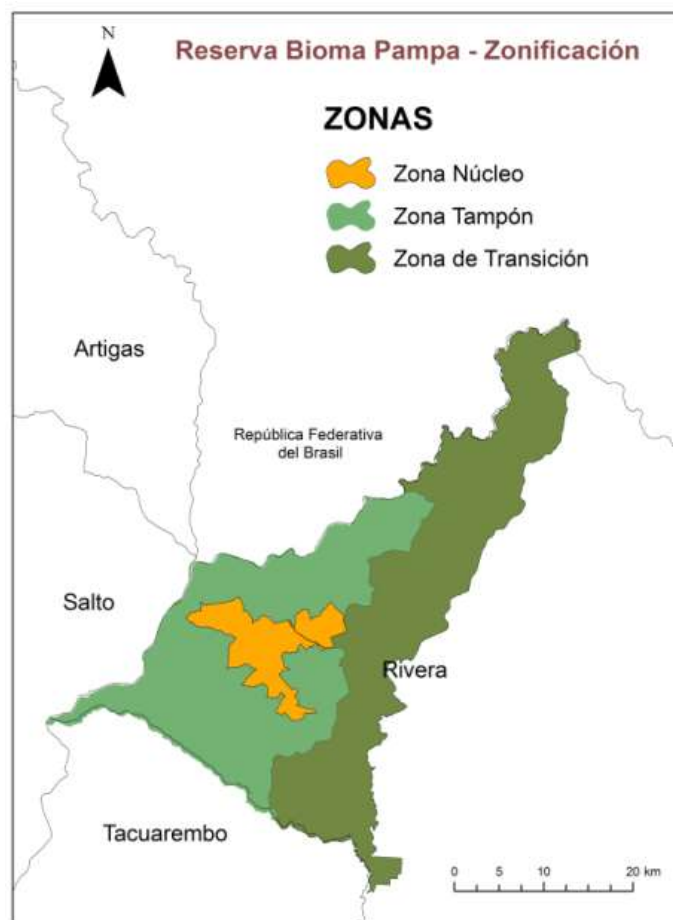 N
Reserva Bioma Pampa - Zonificación
ZONAS
Zona Núcleo
Zona Tampón
Zona de Transición
Artigas
República Federativa
del Brasil
Salto
Rivera
Tacuarembo
0 5 10 20 km